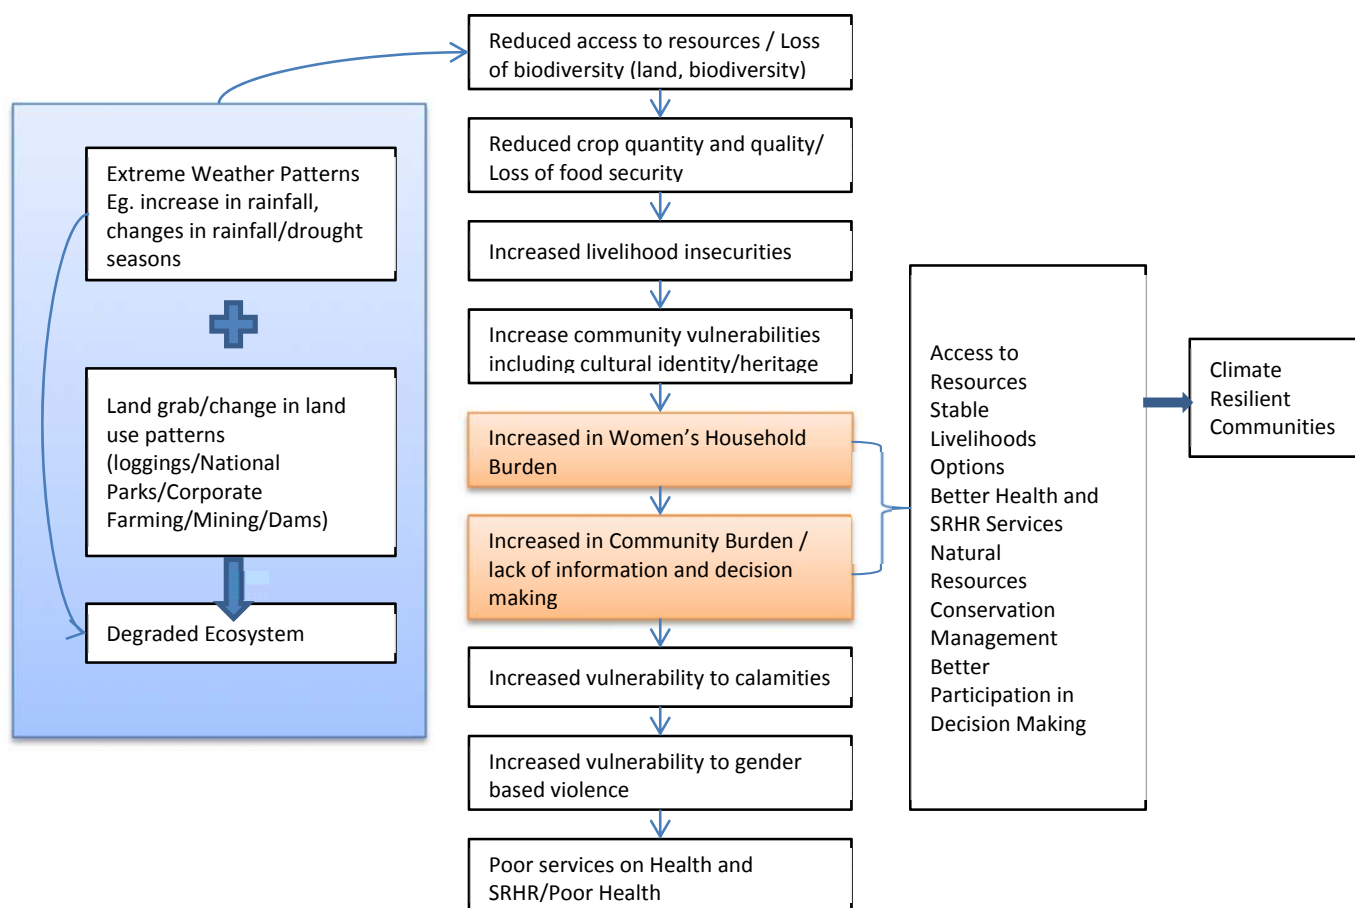 Extreme Weather Patterns
Eg. increase in rainfall,
changes in rainfall/drought
seasons
Land grab/change in land
use patterns
(loggings/National
Parks/Corporate
Farming/Mining/Dams)
Degraded Ecosystem
Reduced access to resources / Loss
of biodiversity (land, biodiversity)
Reduced crop quantity and quality/
Loss of food security
Increased livelihood insecurities
Increase community vulnerabilities
including cultural identity/heritage
Increased in Women’s Household
Burden
Increased in Community Burden /
lack of information and decision
making
Increased vulnerability to calamities
Increased vulnerability to gender
based violence
Poor services on Health and
SRHR/Poor Health
Access to
Resources
Stable
Livelihoods
Options
Better Health and
SRHR Services
Natural
Resources
Conservation
Management
Better
Participation in
Decision Making
Climate
Resilient
Communities